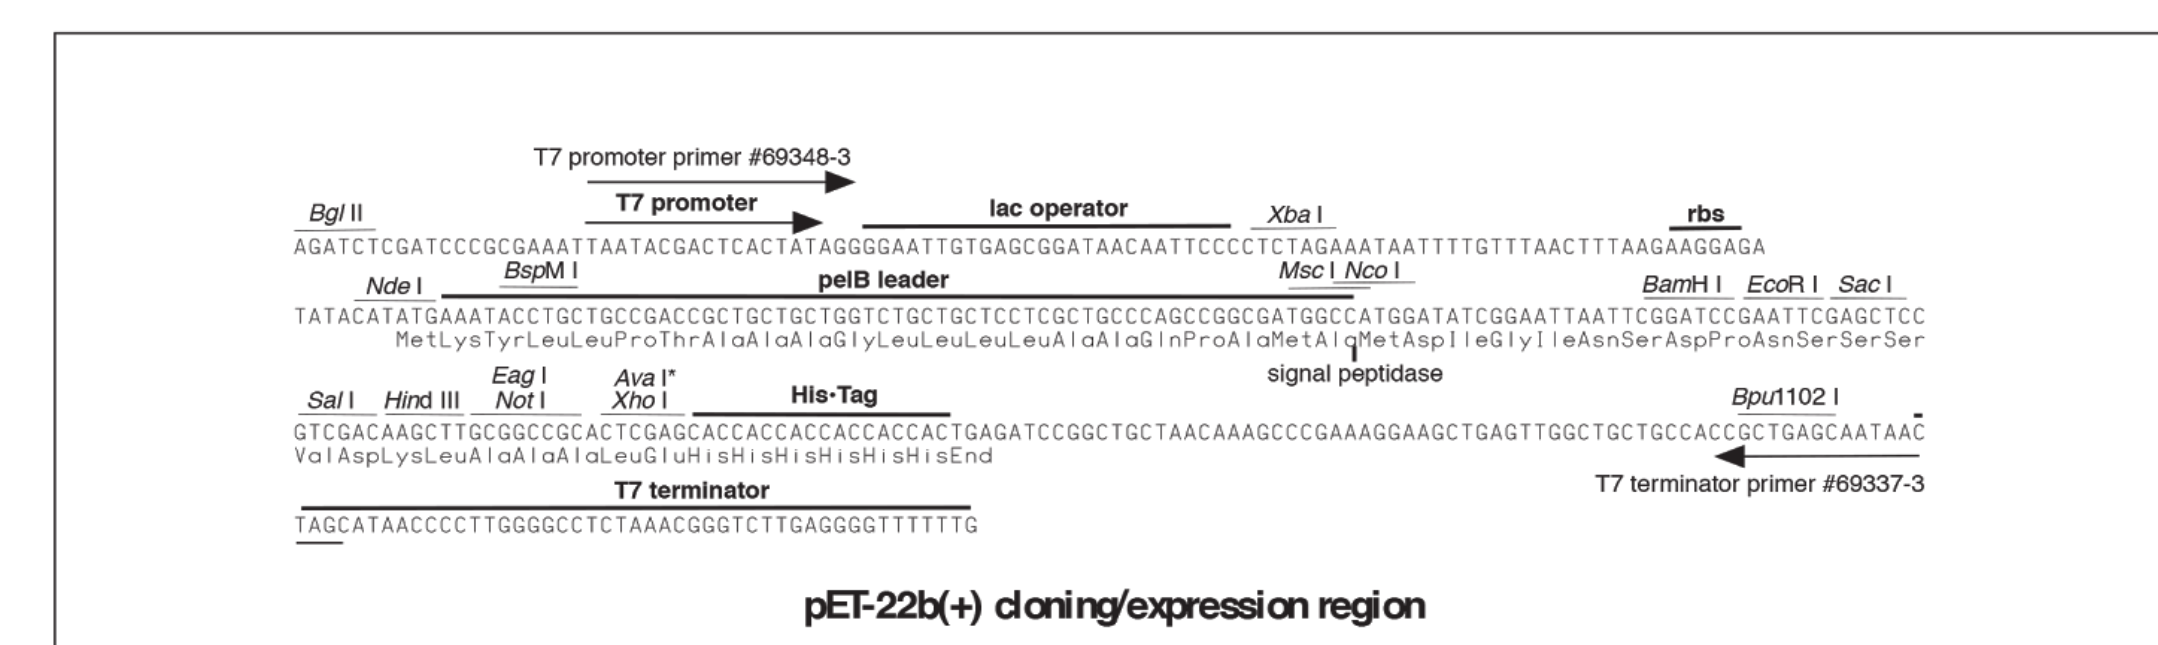 T7 promoter primer #69348-3
Bgl II T7 promoter lac operator Xba I rbs
AGATCTCGATCCCGCGAAATTAATACGACTCACTATAGGGGAATTGTGAGCGGATAACAATTCCCCTCTAGAAATAATTTTGTTTAACTTTAAGAAGGAGA
Nde I BspM I pelB leader Msc I Nco I BamH I EcoR I Sac I
TATACATATGAAATACCTGCTGCCGACCGCTGCTGCTGGTCTGCTGCTCCTCGCTGCCCAGCCGGCGATGGCCATGGATATCGGAATTAATTCGGATCCGAATTCGAGCTCC
MetLysTyrLeuLeuProThrAlaAlaAlaGlyLeuLeuLeuLeuAlaAlaGlnProAlaMetAlaMetAspIleGlyIleAsnSerAspProAsnSerSerSer
signal peptidase
Sal I Hind III Eag I Not I Ava I* Xho I His•Tag Bpu1102 I
GTCGACAAGCTTGCGGCCGCACTCGAGCACCACCACCACCACCACTGAGATCCGGCTGCTAACAAAGCCCGAAAGGAAGCTGAGTTGGCTGCTGCCACCGCTGAGCAATAAC
ValAspLysLeuAlaAlaAlaLeuGluHisHisHisHisHisHisEnd
T7 terminator primer #69337-3
T7 terminator
TAGCATAACCCCTTGGGGCCTCTAAACGGGTCTTGAGGGGTTTTTTG
pET-22b(+) cloning/expression region